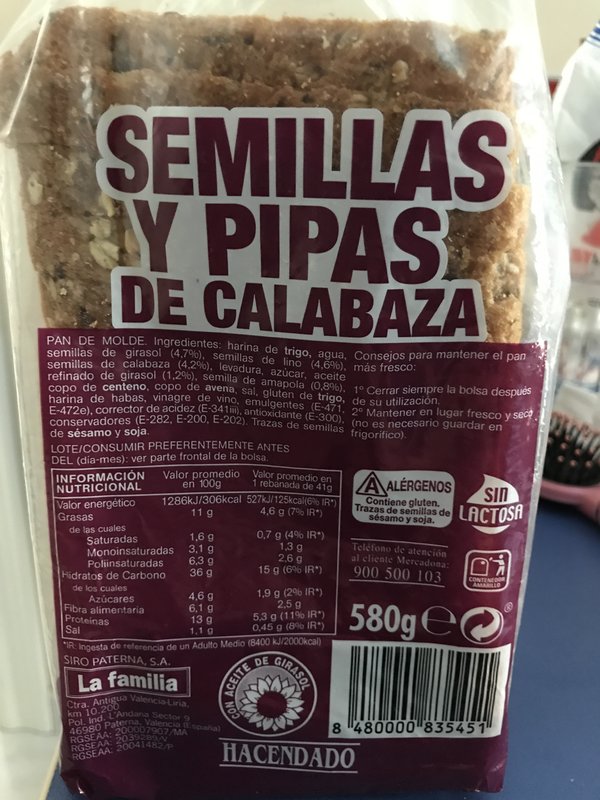 SEMILLAS
Y PIPAS
DE CALABAZA
PAN DE MOLDE. Ingredientes: harina de trigo, agua,
semillas de girasol (4,7%), semillas de lino (4,6%),
semillas de calabaza (4,2%), levadura, azúcar, aceite
refinado de girasol (1,2%), semilla de amapola (0,8%),
copo de centeno, copo de avena, sal, gluten de trigo,
harina de habas, vinagre de vino, emulgentes (E-471,
E-472e), corrector de acidez (E-341iii), antioxidante (E-300),
conservadores (E-282, E-200, E-202). Trazas de semillas
de sésamo y soja.
Consejos para mantener el pan
más fresco:
1º Cerrar siempre la bolsa después
de su utilización.
2º Mantener en lugar fresco y seco
(no es necesario guardar en
frigorífico).
LOTE/CONSUMIR PREFERENTEMENTE ANTES
DEL (día-mes): ver parte frontal de la bolsa.
INFORMACIÓN NUTRICIONAL Valor promedio en 100g Valor promedio en 1 rebanada de 41g
Valor energético 1286kJ/306kcal 527kJ/125kcal(6% IR*)
Grasas 11 g 4,6 g (7% IR*)
de las cuales
Saturadas 1,6 g 0,7 g (4% IR*)
Monoinsaturadas 3,1 g 1,3 g
Poliinsaturadas 6,3 g 2,6 g
Hidratos de Carbono 36 g 15 g (6% IR*)
de los cuales
Azúcares 4,6 g 1,9 g (2% IR*)
Fibra alimentaria 6,1 g 2,5 g
Proteínas 13 g 5,3 g (11% IR*)
Sal 1,1 g 0,45 g (8% IR*)
*IR: Ingesta de referencia de un Adulto Medio (8400 kJ/2000kcal)
A ALÉRGENOS
Contiene gluten.
Trazas de semillas de
sésamo y soja.
SIN
LACTOSA
Teléfono de atención
al cliente Mercadona:
900 500 103
CONTENEDOR
AMARILLO
580g e ®
SIRO PATERNA, S.A.
La familia
Ctra. Antigua Valencia-Liria,
km 10,200
Pol. Ind. L'Andana Sector 9
46980 Paterna. Valencia (España)
RGSEAA: 200007907/MA
RGSEAA: 2039289/V
RGSEAA: 20041482/P
CON ACEITE DE GIRASOL
HACENDADO
8 480000 835451